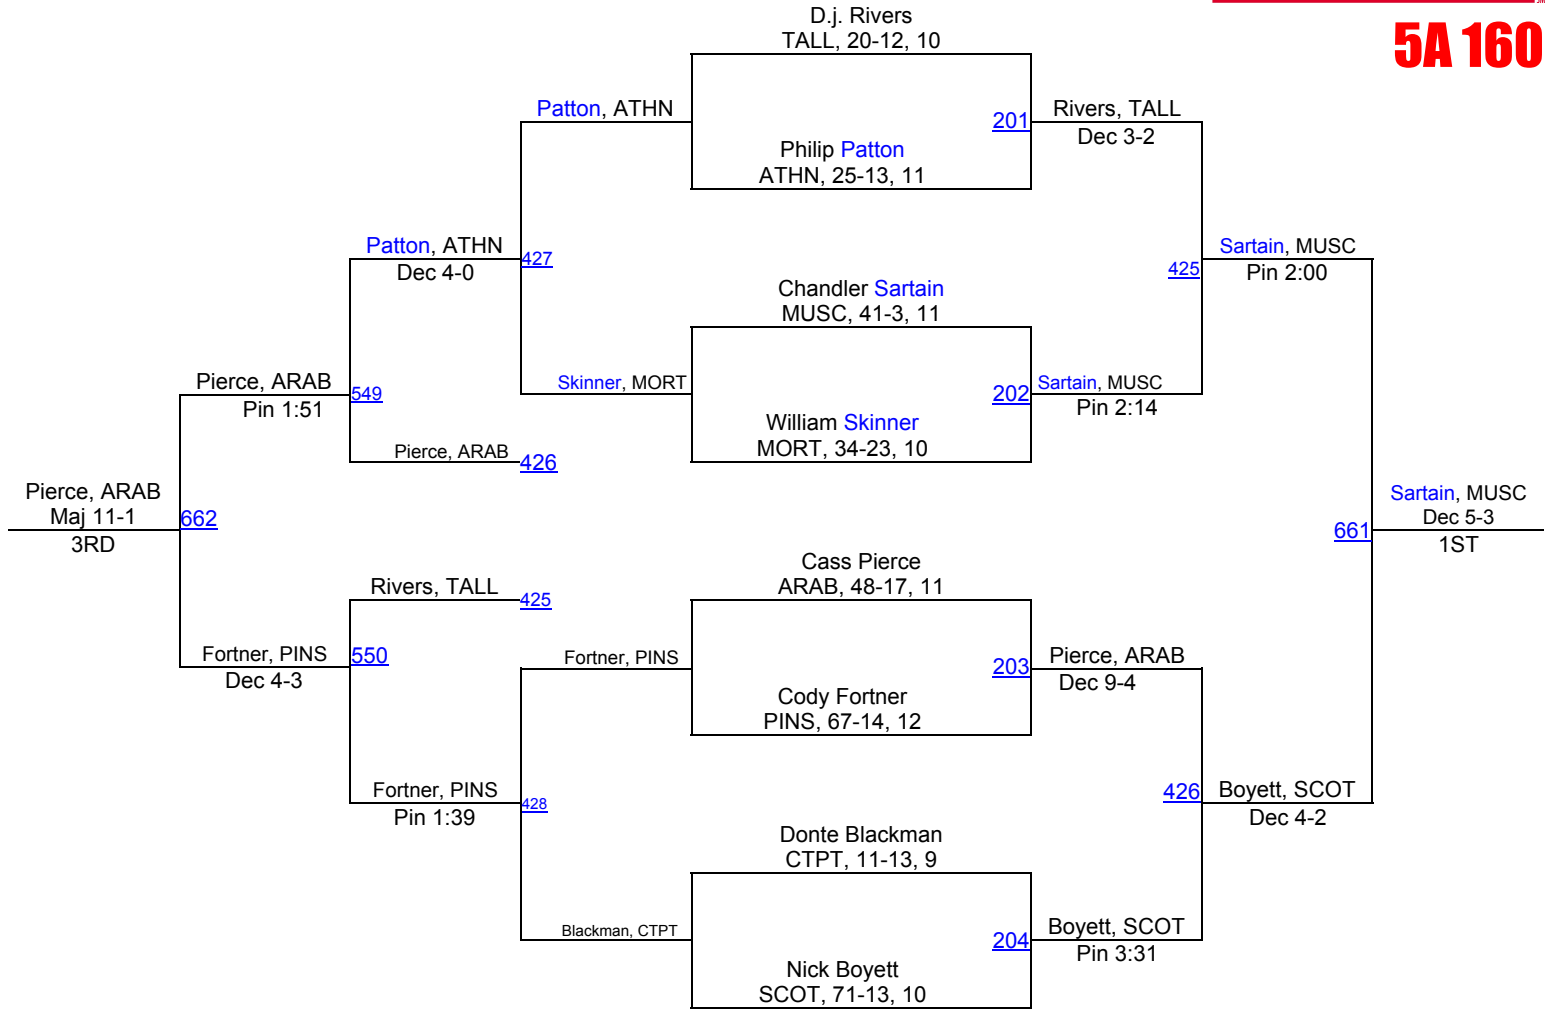 5A 160
D.j. Rivers
TALL, 20-12, 10
Patton, ATHN
201
Rivers, TALL
Dec 3-2
Philip Patton
ATHN, 25-13, 11
Patton, ATHN
Dec 4-0
427
Sartain, MUSC
Pin 2:00
425
Chandler Sartain
MUSC, 41-3, 11
Pierce, ARAB
Pin 1:51
549
Skinner, MORT
202
Sartain, MUSC
Pin 2:14
William Skinner
MORT, 34-23, 10
Pierce, ARAB
426
Pierce, ARAB
Maj 11-1
3RD
662
Sartain, MUSC
Dec 5-3
1ST
661
Cass Pierce
ARAB, 48-17, 11
Rivers, TALL
425
Fortner, PINS
Dec 4-3
550
Fortner, PINS
203
Pierce, ARAB
Dec 9-4
Cody Fortner
PINS, 67-14, 12
Fortner, PINS
Pin 1:39
428
426
Boyett, SCOT
Dec 4-2
Donte Blackman
CTPT, 11-13, 9
Blackman, CTPT
204
Boyett, SCOT
Pin 3:31
Nick Boyett
SCOT, 71-13, 10